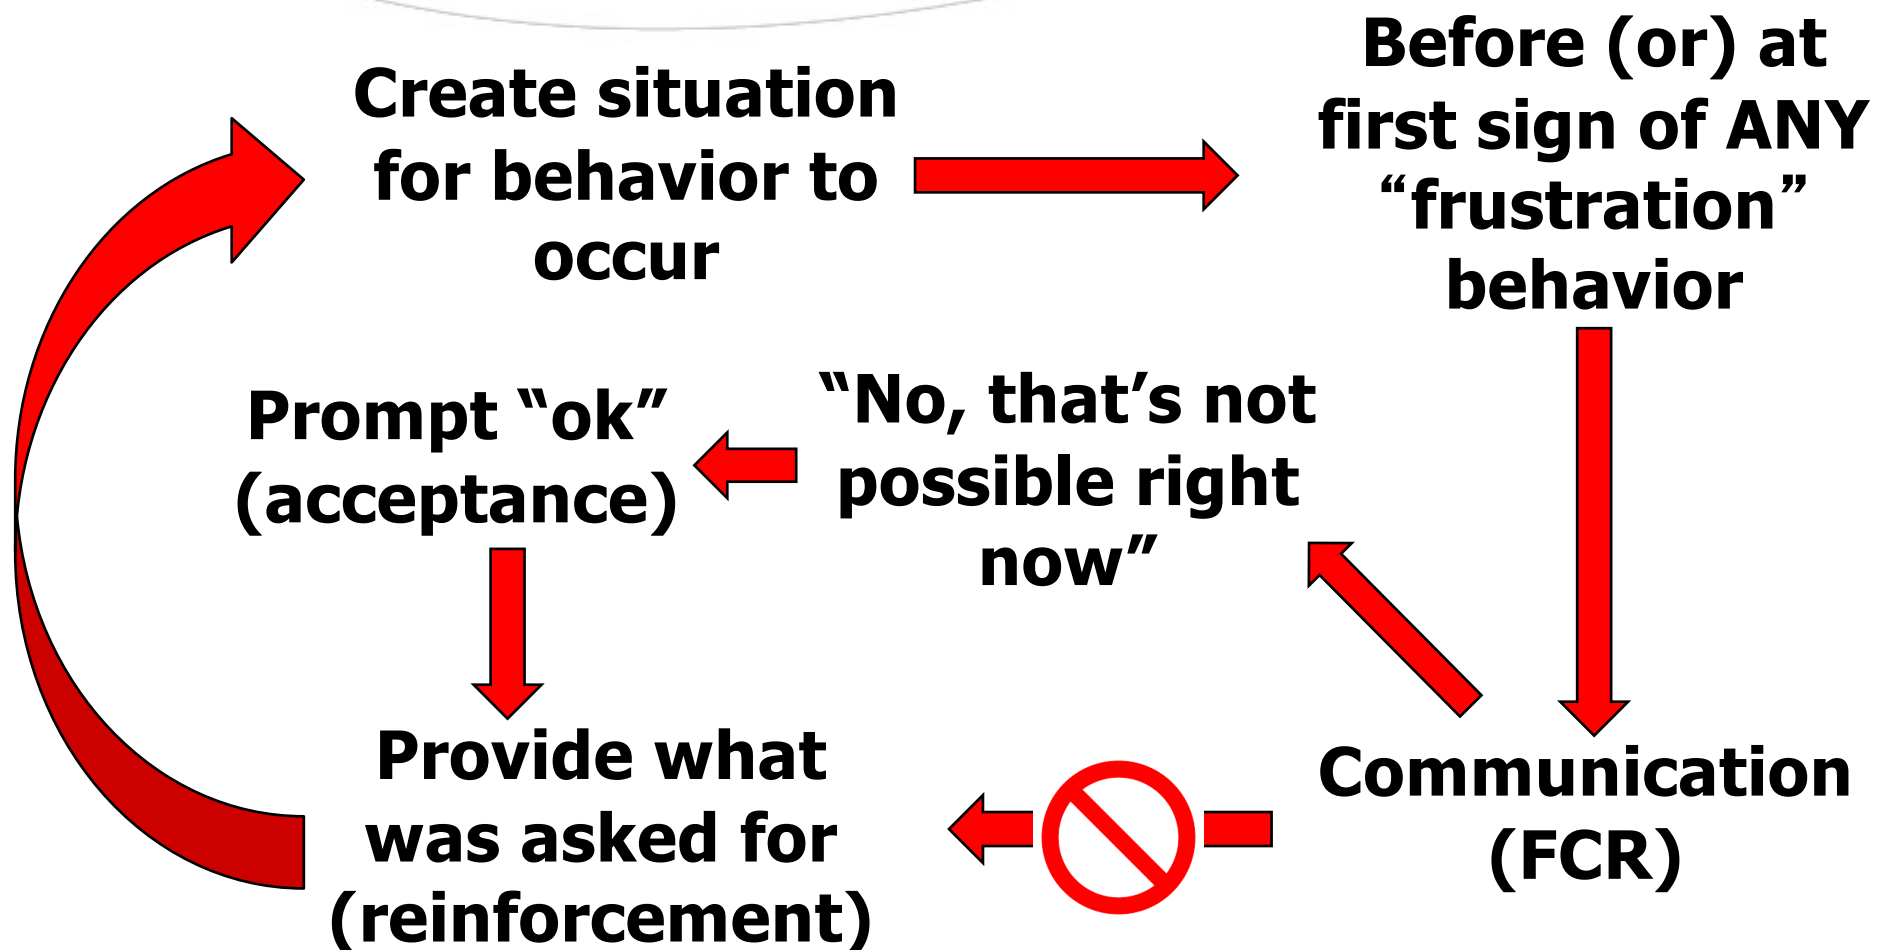 Create situation
for behavior to
occur
Before (or) at
first sign of ANY
“frustration”
behavior
Communication
(FCR)
“No, that’s not
possible right
now”
Prompt “ok”
(acceptance)
Provide what
was asked for
(reinforcement)